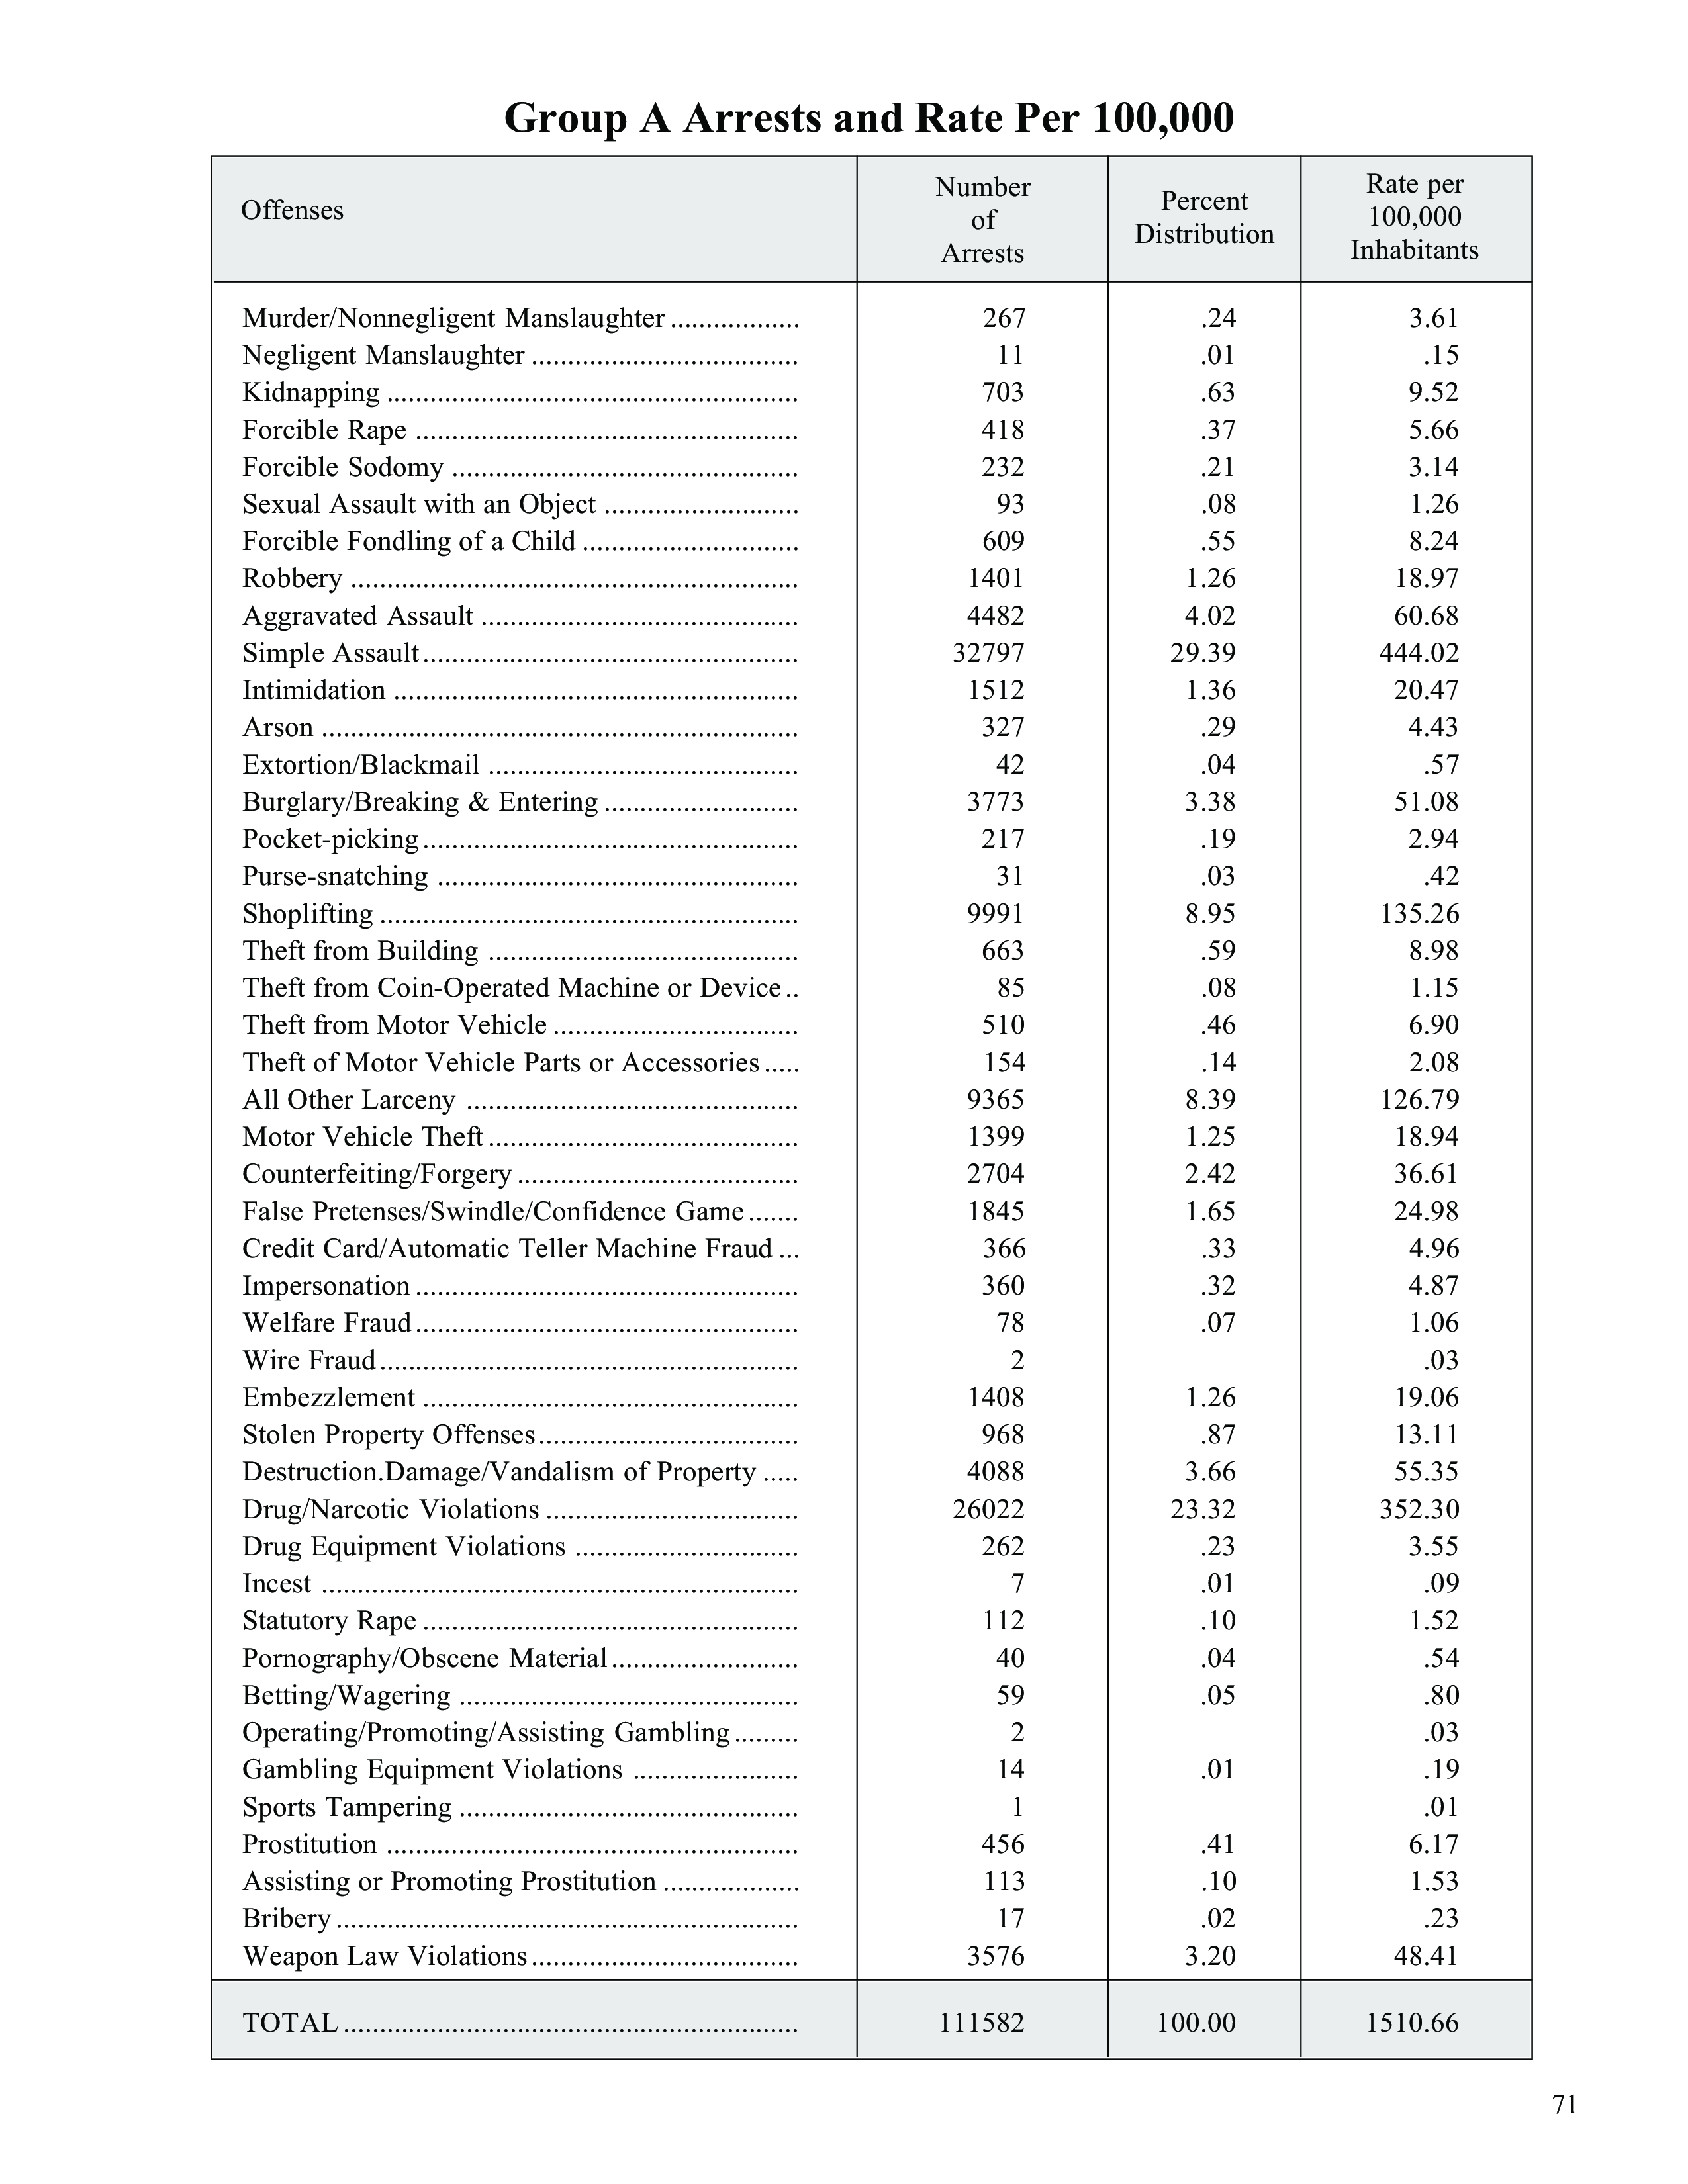 Group A Arrests and Rate Per 100,000
Offenses
Number
of
Arrests
Percent
Distribution
Rate per
100,000
Inhabitants
Murder/Nonnegligent Manslaughter .................. 267 .24 3.61
Negligent Manslaughter ..................................... 11 .01 .15
Kidnapping ......................................................... 703 .63 9.52
Forcible Rape ..................................................... 418 .37 5.66
Forcible Sodomy ................................................ 232 .21 3.14
Sexual Assault with an Object ........................... 93 .08 1.26
Forcible Fondling of a Child .............................. 609 .55 8.24
Robbery .............................................................. 1401 1.26 18.97
Aggravated Assault ............................................ 4482 4.02 60.68
Simple Assault.................................................... 32797 29.39 444.02
Intimidation ........................................................ 1512 1.36 20.47
Arson .................................................................. 327 .29 4.43
Extortion/Blackmail ........................................... 42 .04 .57
Burglary/Breaking & Entering ........................... 3773 3.38 51.08
Pocket-picking.................................................... 217 .19 2.94
Purse-snatching .................................................. 31 .03 .42
Shoplifting .......................................................... 9991 8.95 135.26
Theft from Building ........................................... 663 .59 8.98
Theft from Coin-Operated Machine or Device .. 85 .08 1.15
Theft from Motor Vehicle .................................. 510 .46 6.90
Theft of Motor Vehicle Parts or Accessories ..... 154 .14 2.08
All Other Larceny .............................................. 9365 8.39 126.79
Motor Vehicle Theft ........................................... 1399 1.25 18.94
Counterfeiting/Forgery ....................................... 2704 2.42 36.61
False Pretenses/Swindle/Confidence Game ....... 1845 1.65 24.98
Credit Card/Automatic Teller Machine Fraud ... 366 .33 4.96
Impersonation ..................................................... 360 .32 4.87
Welfare Fraud..................................................... 78 .07 1.06
Wire Fraud.......................................................... 2 .03
Embezzlement .................................................... 1408 1.26 19.06
Stolen Property Offenses.................................... 968 .87 13.11
Destruction.Damage/Vandalism of Property ..... 4088 3.66 55.35
Drug/Narcotic Violations ................................... 26022 23.32 352.30
Drug Equipment Violations ............................... 262 .23 3.55
Incest .................................................................. 7 .01 .09
Statutory Rape .................................................... 112 .10 1.52
Pornography/Obscene Material .......................... 40 .04 .54
Betting/Wagering ............................................... 59 .05 .80
Operating/Promoting/Assisting Gambling ......... 2 .03
Gambling Equipment Violations ....................... 14 .01 .19
Sports Tampering ............................................... 1 .01
Prostitution ......................................................... 456 .41 6.17
Assisting or Promoting Prostitution ................... 113 .10 1.53
Bribery ................................................................ 17 .02 .23
Weapon Law Violations ..................................... 3576 3.20 48.41
TOTAL ............................................................... 111582 100.00 1510.66
71